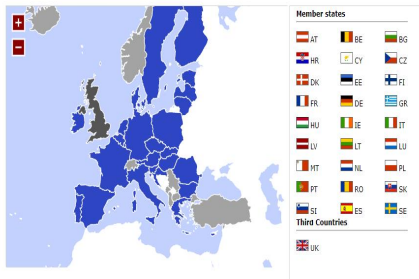 +
−
Member states
AT BE BG
HR CY CZ
DK EE FI
FR DE GR
HU IE IT
LV LT LU
MT NL PL
PT RO SK
SI ES SE
Third Countries
UK